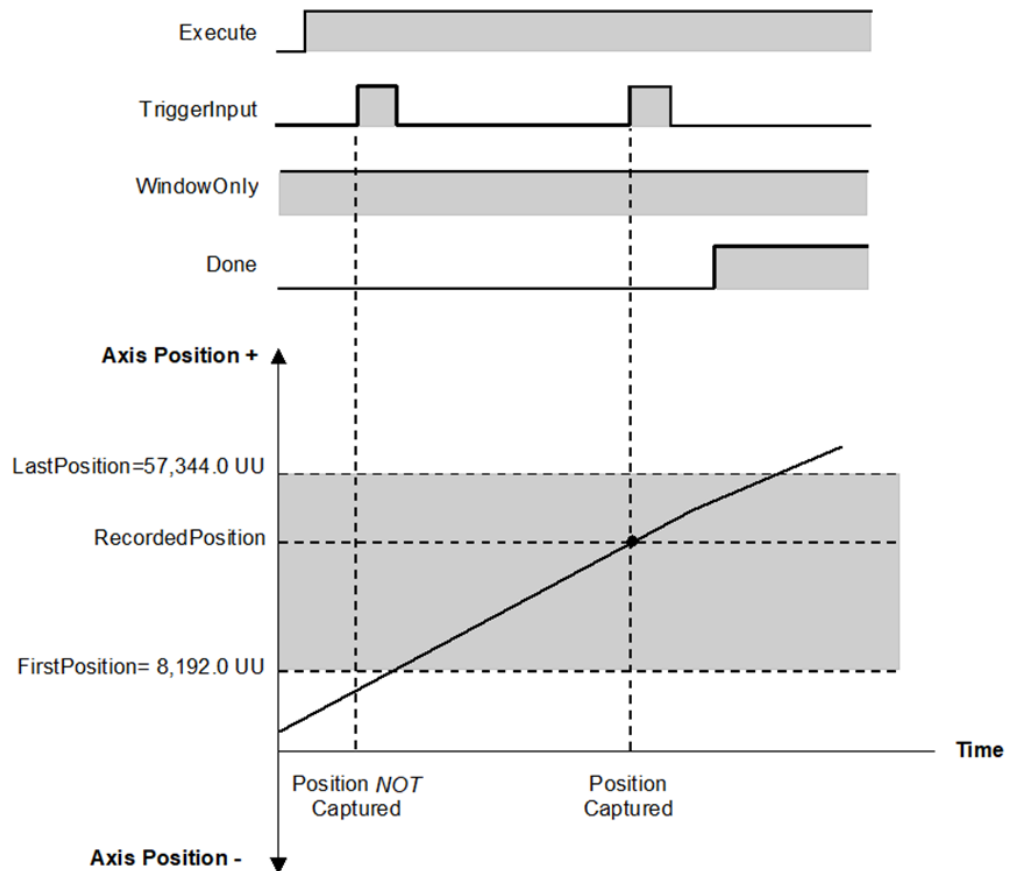 Execute
TriggerInput
WindowOnly
Done
Axis Position +
LastPosition=57,344.0 UU
RecordedPosition
FirstPosition= 8,192.0 UU
Time
Position NOT
Captured
Position
Captured
Axis Position -